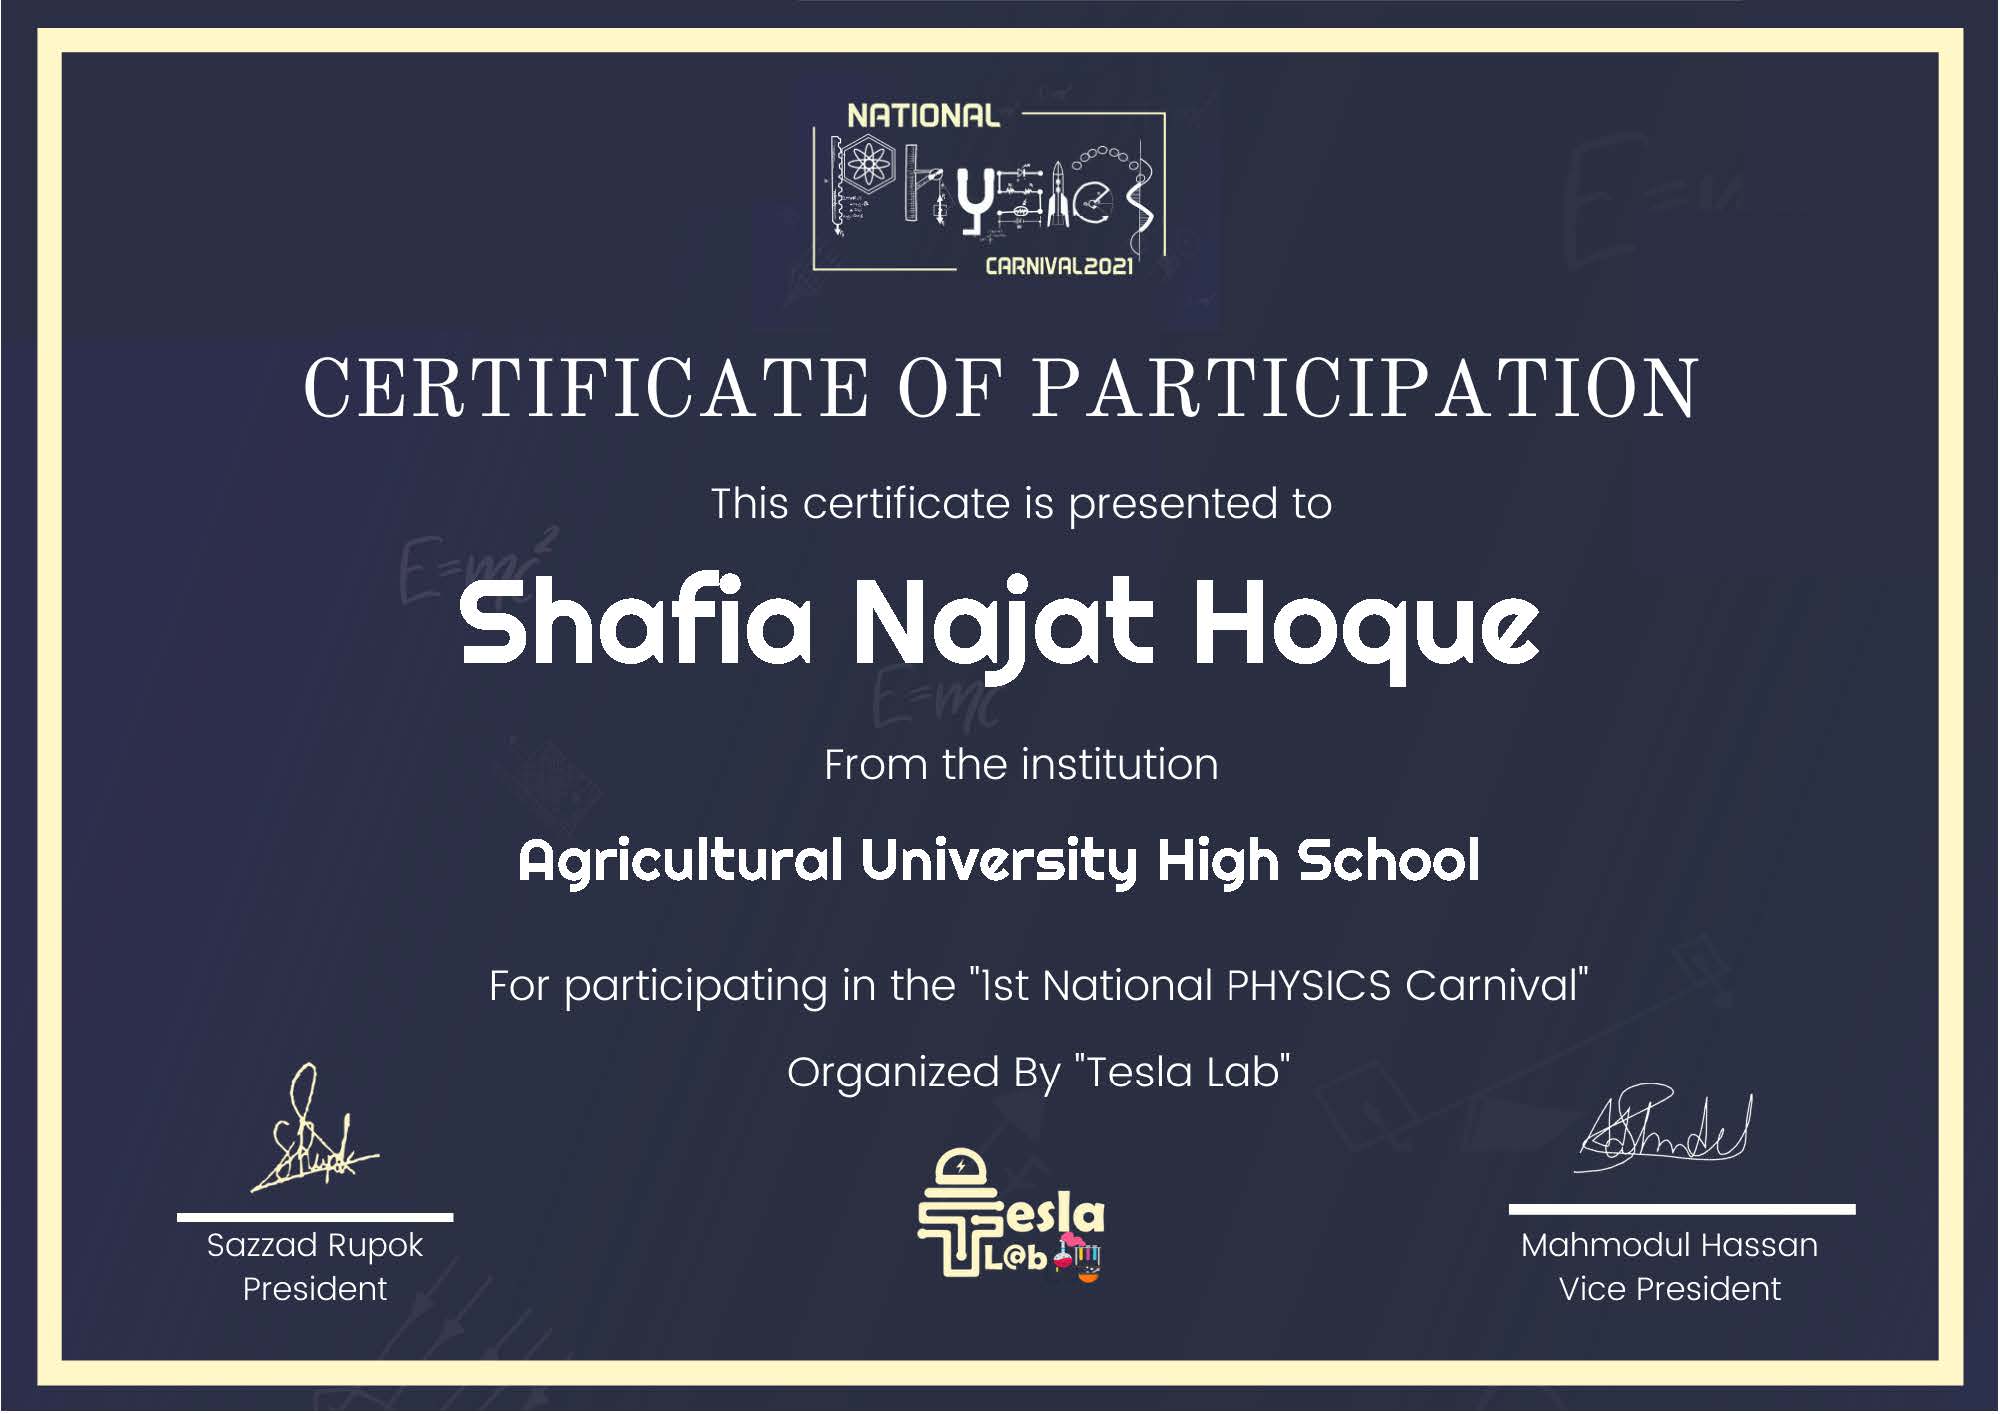 NATIONAL
Physics
CARNIVAL2021
CERTIFICATE OF PARTICIPATION
This certificate is presented to
E=mc²
Shafia Najat Hoque
E=mc
From the institution
Agricultural University High School
For participating in the "1st National PHYSICS Carnival"
Organized By "Tesla Lab"
Tesla
L@b
Sazzad Rupok
President
Mahmodul Hassan
Vice President